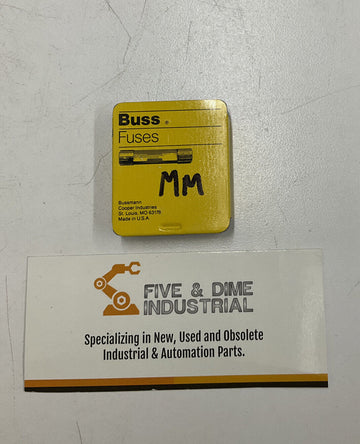 Buss ®
Fuses
MM
Bussmann
Cooper Industries
St. Louis, MO 63178
Made in U.S.A.
FIVE & DIME
INDUSTRIAL
Specializing in New, Used and Obsolete
Industrial & Automation Parts.